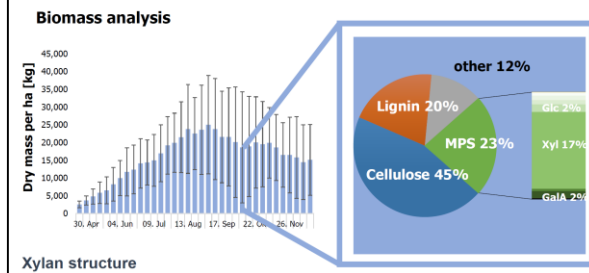 Biomass analysis
Dry mass per ha [kg]
45,000
40,000
35,000
30,000
25,000
20,000
15,000
10,000
5,000
0
30. Apr
04. Jun
09. Jul
13. Aug
17. Sep
22. Okt
26. Nov
other 12%
Lignin 20%
MPS 23%
Cellulose 45%
Glc 2%
Xyl 17%
GalA 2%
Xylan structure